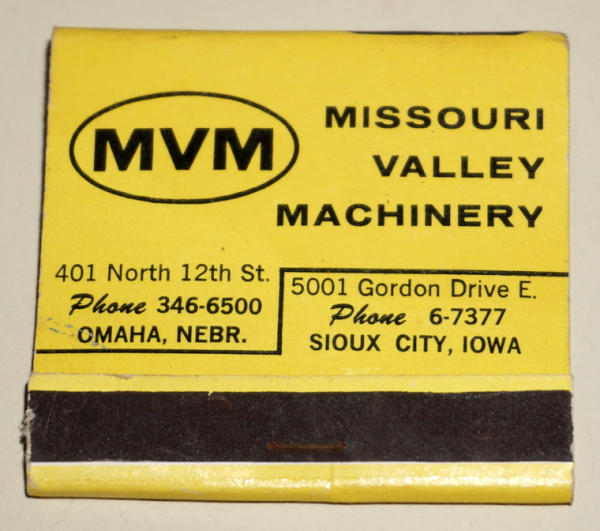 MVM
MISSOURI
VALLEY
MACHINERY
401 North 12th St.
Phone 346-6500
OMAHA, NEBR.
5001 Gordon Drive E.
Phone 6-7377
SIOUX CITY, IOWA